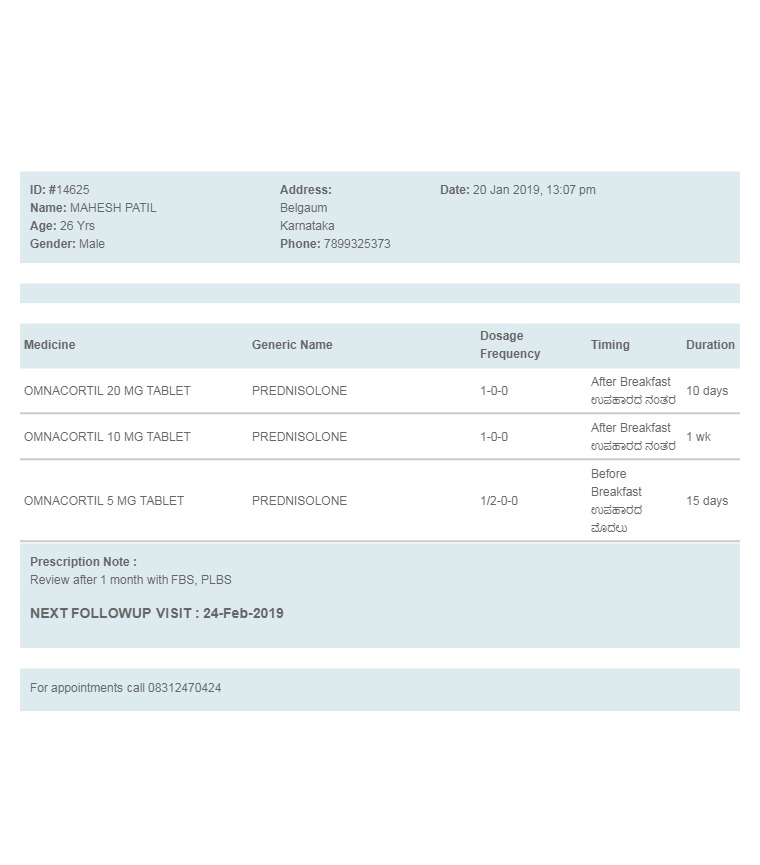 ID: #14625
Name: MAHESH PATIL
Age: 26 Yrs
Gender: Male
Address:
Belgaum
Karnataka
Phone: 7899325373
Date: 20 Jan 2019, 13:07 pm
Medicine Generic Name Dosage Frequency Timing Duration
OMNACORTIL 20 MG TABLET PREDNISOLONE 1-0-0 After Breakfast 10 days
ಉಪಹಾರದ ನಂತರ
OMNACORTIL 10 MG TABLET PREDNISOLONE 1-0-0 After Breakfast 1 wk
ಉಪಹಾರದ ನಂತರ
OMNACORTIL 5 MG TABLET PREDNISOLONE 1/2-0-0 Before 15 days
Breakfast
ಉಪಹಾರದ
ಮೊದಲು
Prescription Note :
Review after 1 month with FBS, PLBS
NEXT FOLLOWUP VISIT : 24-Feb-2019
For appointments call 08312470424